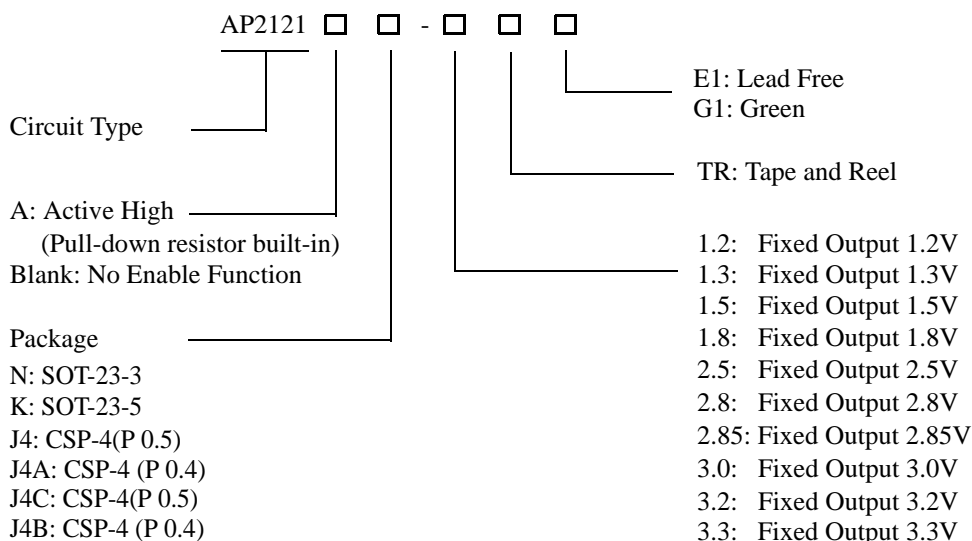 AP2121 -
Circuit Type
A: Active High
(Pull-down resistor built-in)
Blank: No Enable Function
Package
N: SOT-23-3
K: SOT-23-5
J4: CSP-4(P 0.5)
J4A: CSP-4 (P 0.4)
J4C: CSP-4(P 0.5)
J4B: CSP-4 (P 0.4)
E1: Lead Free
G1: Green
TR: Tape and Reel
1.2: Fixed Output 1.2V
1.3: Fixed Output 1.3V
1.5: Fixed Output 1.5V
1.8: Fixed Output 1.8V
2.5: Fixed Output 2.5V
2.8: Fixed Output 2.8V
2.85: Fixed Output 2.85V
3.0: Fixed Output 3.0V
3.2: Fixed Output 3.2V
3.3: Fixed Output 3.3V